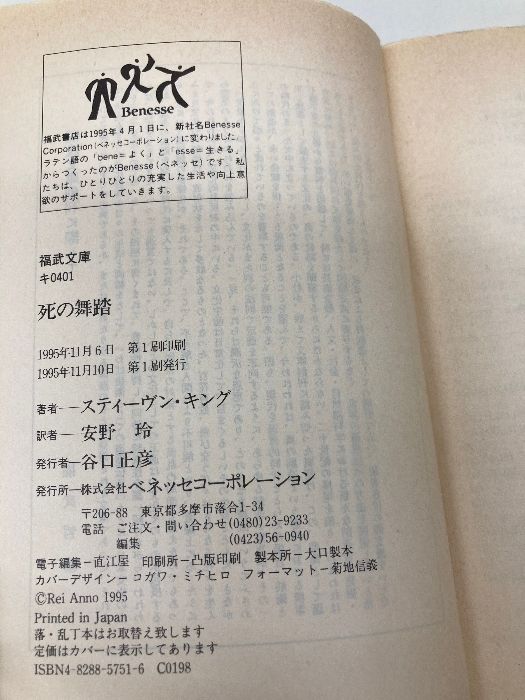 Benesse
福武書店は1995年4月1日に、新社名Benesse
Corporation(ベネッセコーポレーション)に変わりました。
ラテン語の「bene=よく」と「esse=生きる」
からつくったのがBenesse(ベネッセ)です。私
たちは、ひとりひとりの充実した生活や向上意
欲のサポートをしていきます。
福武文庫
キ0401
死の舞踏
1995年11月6日 第1刷印刷
1995年11月10日 第1刷発行
著者―スティーヴン・キング
訳者―安野 玲
発行者―谷口正彦
発行所―株式会社ベネッセコーポレーション
〒206-88 東京都多摩市落合1-34
電話 ご注文・問い合わせ(0480)23-9233
編集 (0423)56-0940
電子編集―直江屋 印刷所―凸版印刷 製本所―大口製本
カバーデザイン―コガワ・ミチヒロ フォーマット―菊地信義
©Rei Anno 1995
Printed in Japan
落・乱丁本はお取替え致します
定価はカバーに表示してあります
ISBN4-8288-5751-6 C0198